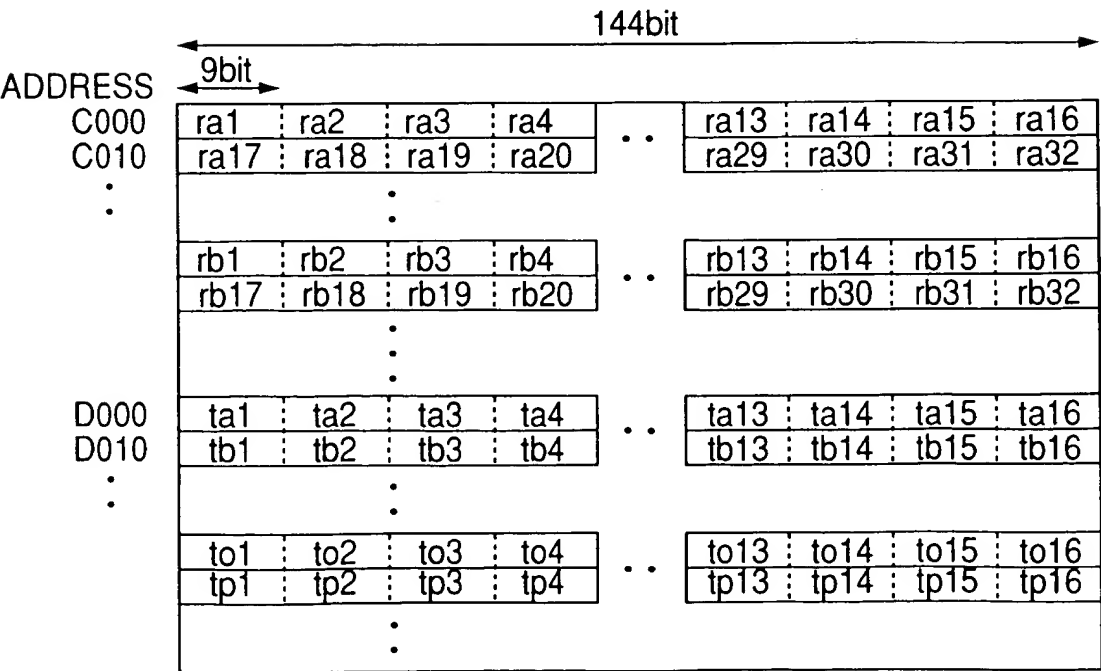 144bit
9bit
ADDRESS
C000 ra1 ra2 ra3 ra4 . . ra13 ra14 ra15 ra16
C010 ra17 ra18 ra19 ra20 ra29 ra30 ra31 ra32
rb1 rb2 rb3 rb4 . . rb13 rb14 rb15 rb16
rb17 rb18 rb19 rb20 rb29 rb30 rb31 rb32
D000 ta1 ta2 ta3 ta4 . . ta13 ta14 ta15 ta16
D010 tb1 tb2 tb3 tb4 tb13 tb14 tb15 tb16
to1 to2 to3 to4 . . to13 to14 to15 to16
tp1 tp2 tp3 tp4 tp13 tp14 tp15 tp16